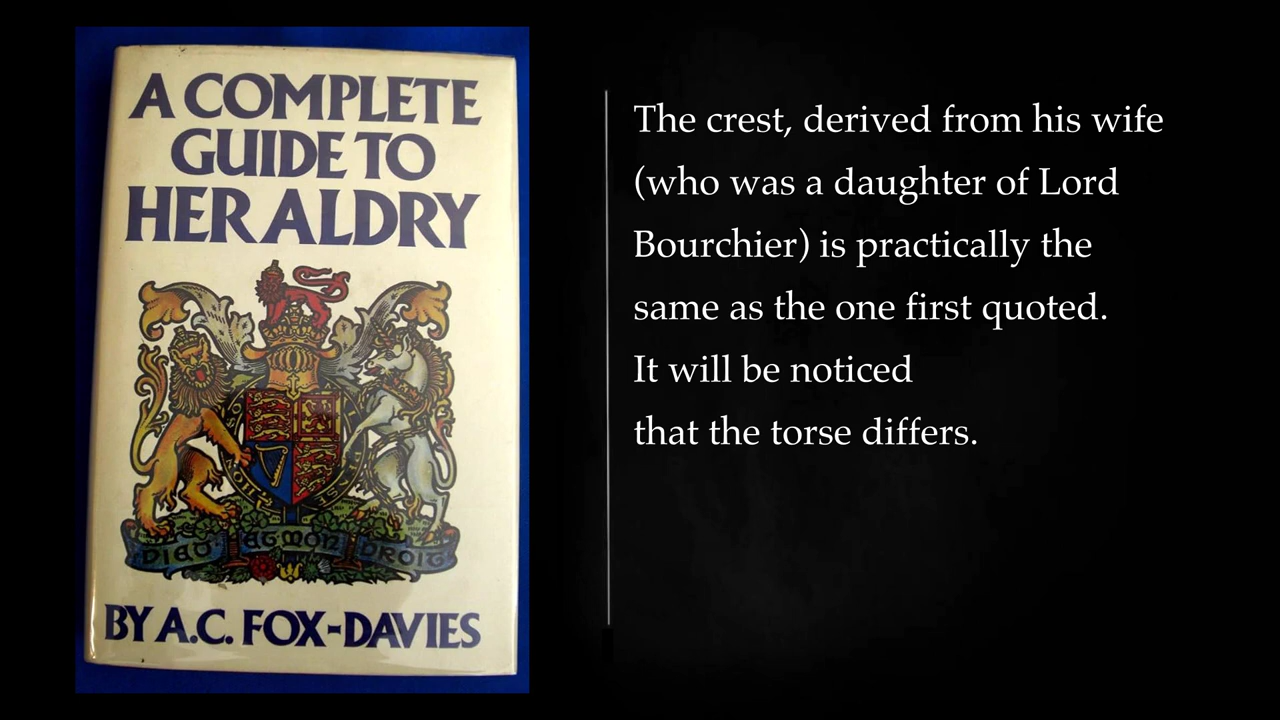 A COMPLETE
GUIDE TO
HERALDRY
DIEU ET MON DROIT
BY A.C. FOX-DAVIES
The crest, derived from his wife
(who was a daughter of Lord
Bourchier) is practically the
same as the one first quoted.
It will be noticed
that the torse differs.